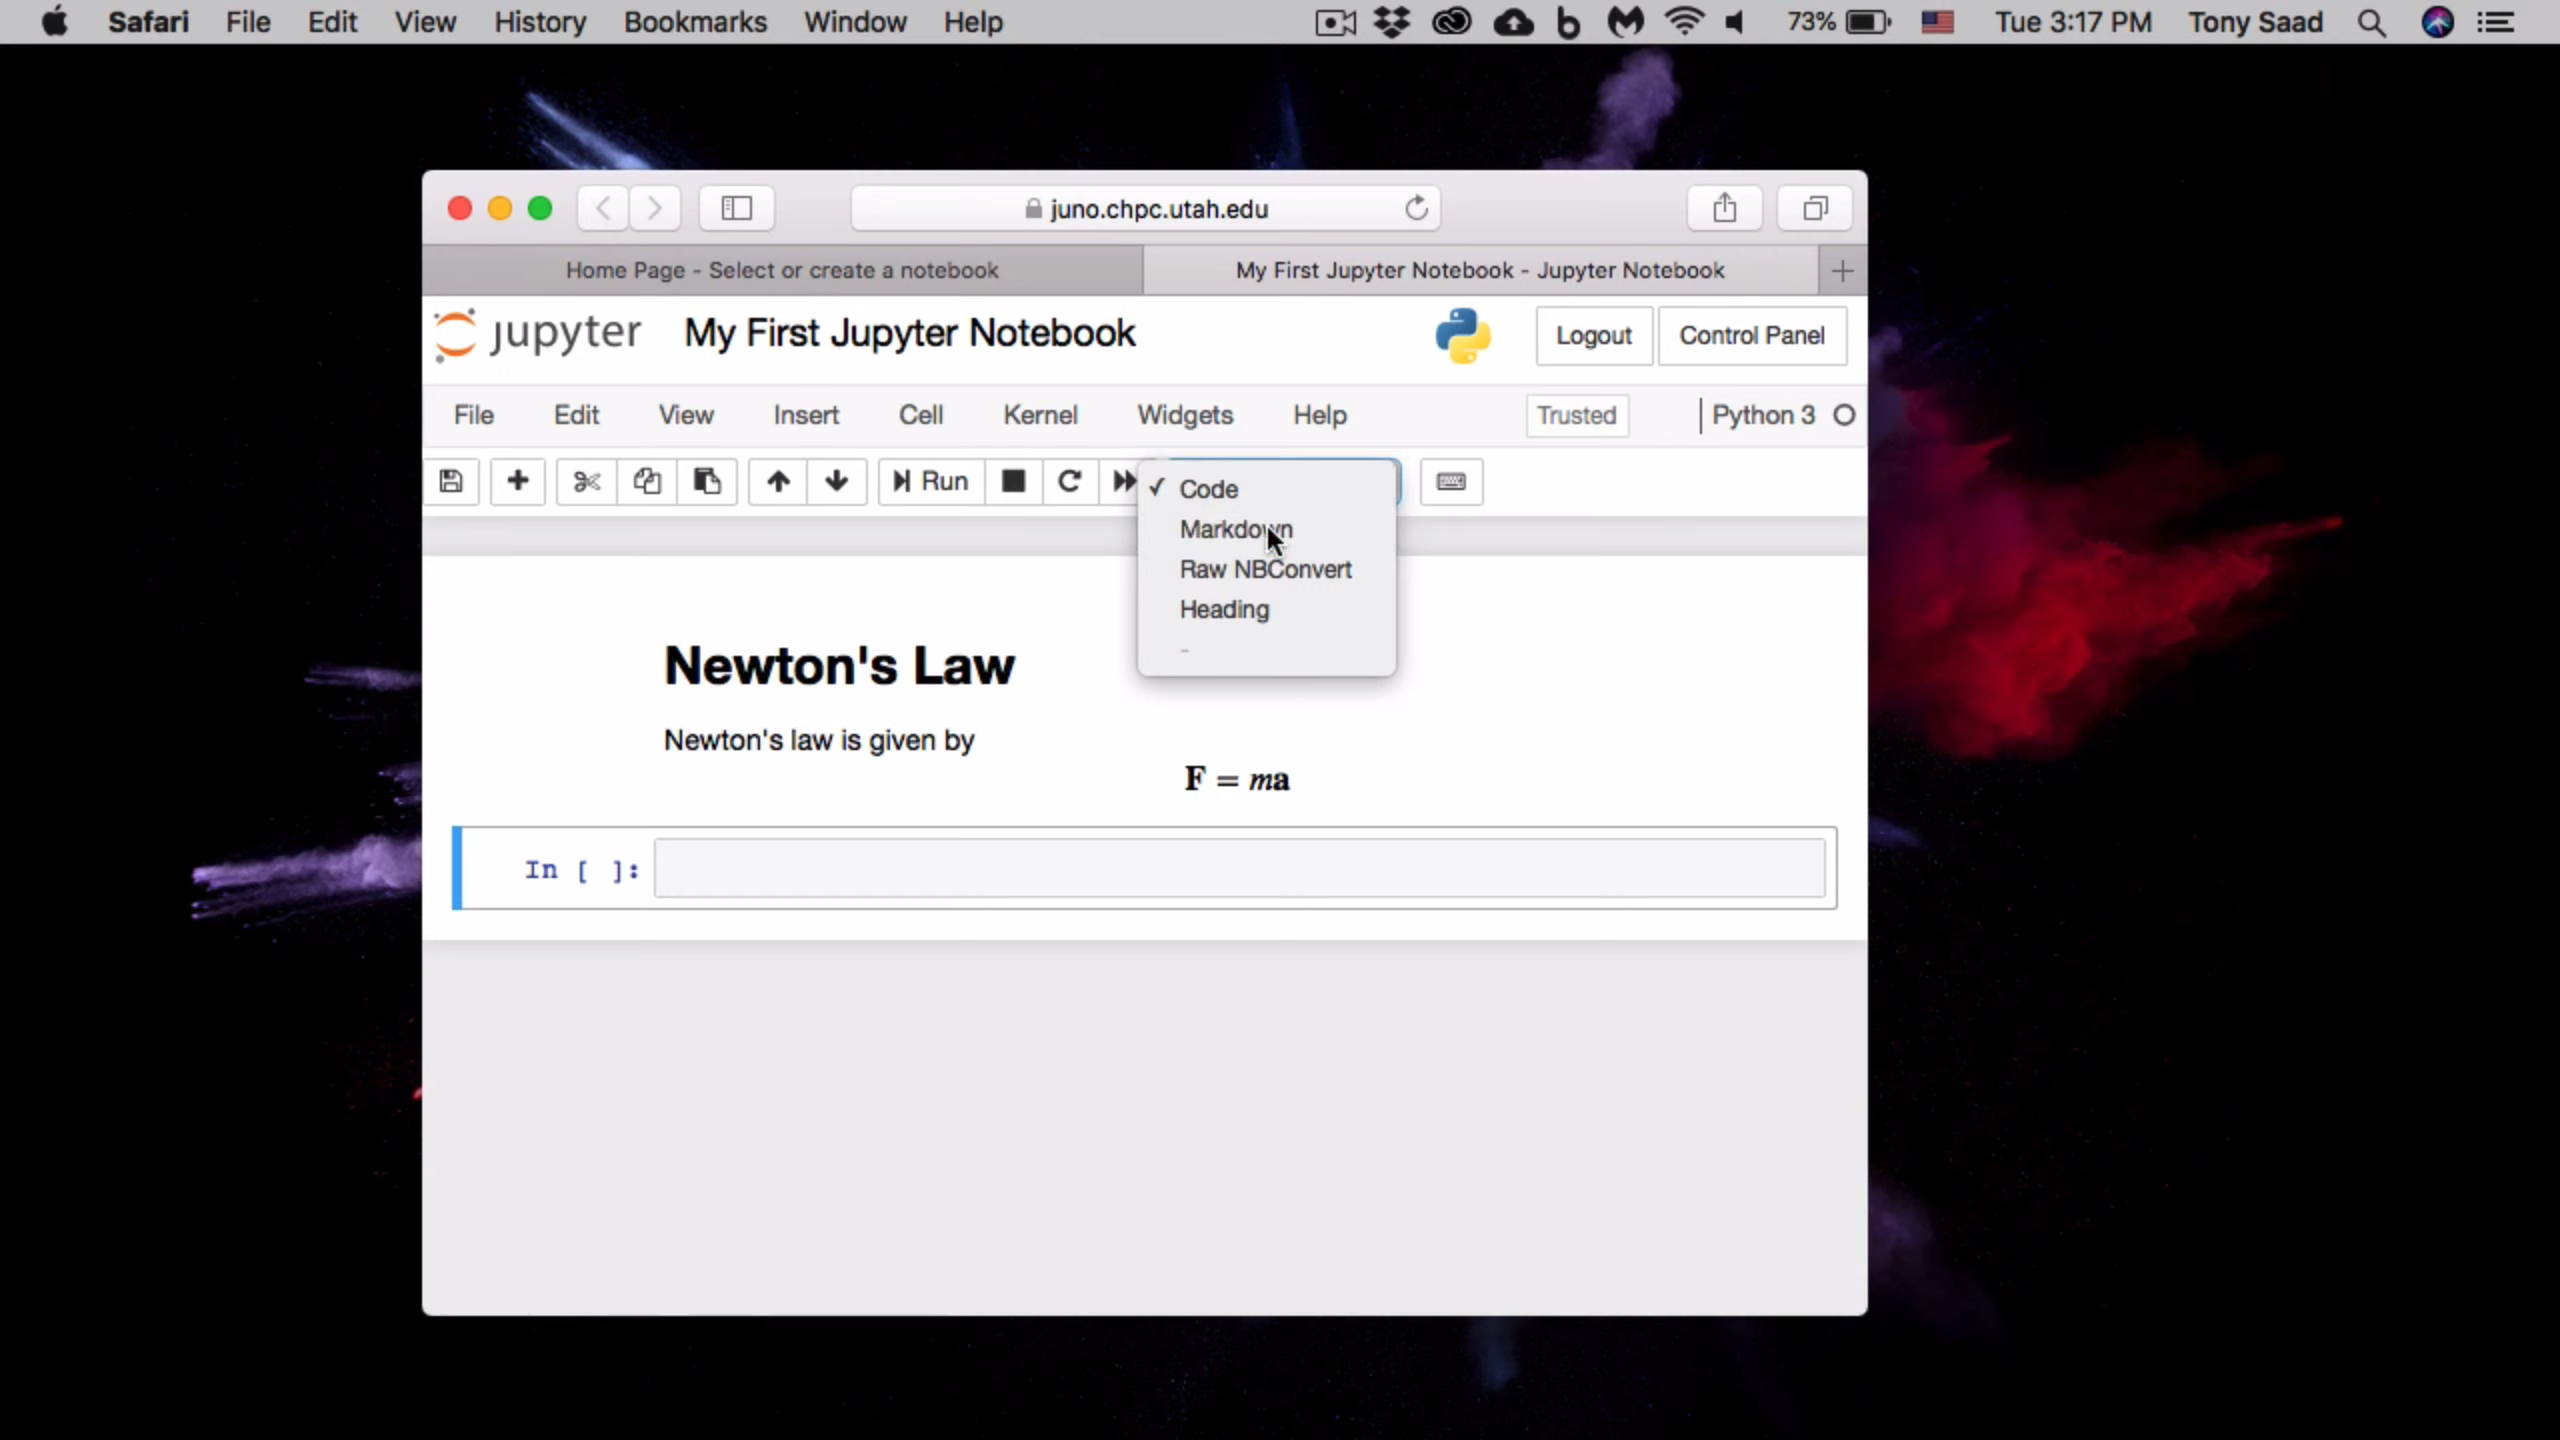 Safari File Edit View History Bookmarks Window Help 73% Tue 3:17 PM Tony Saad
juno.chpc.utah.edu
Home Page - Select or create a notebook My First Jupyter Notebook - Jupyter Notebook
jupyter My First Jupyter Notebook Logout Control Panel
File Edit View Insert Cell Kernel Widgets Help Trusted Python 3
Run
✓ Code
Markdown
Raw NBConvert
Heading
-
Newton's Law
Newton's law is given by
F = ma
In [ ]: